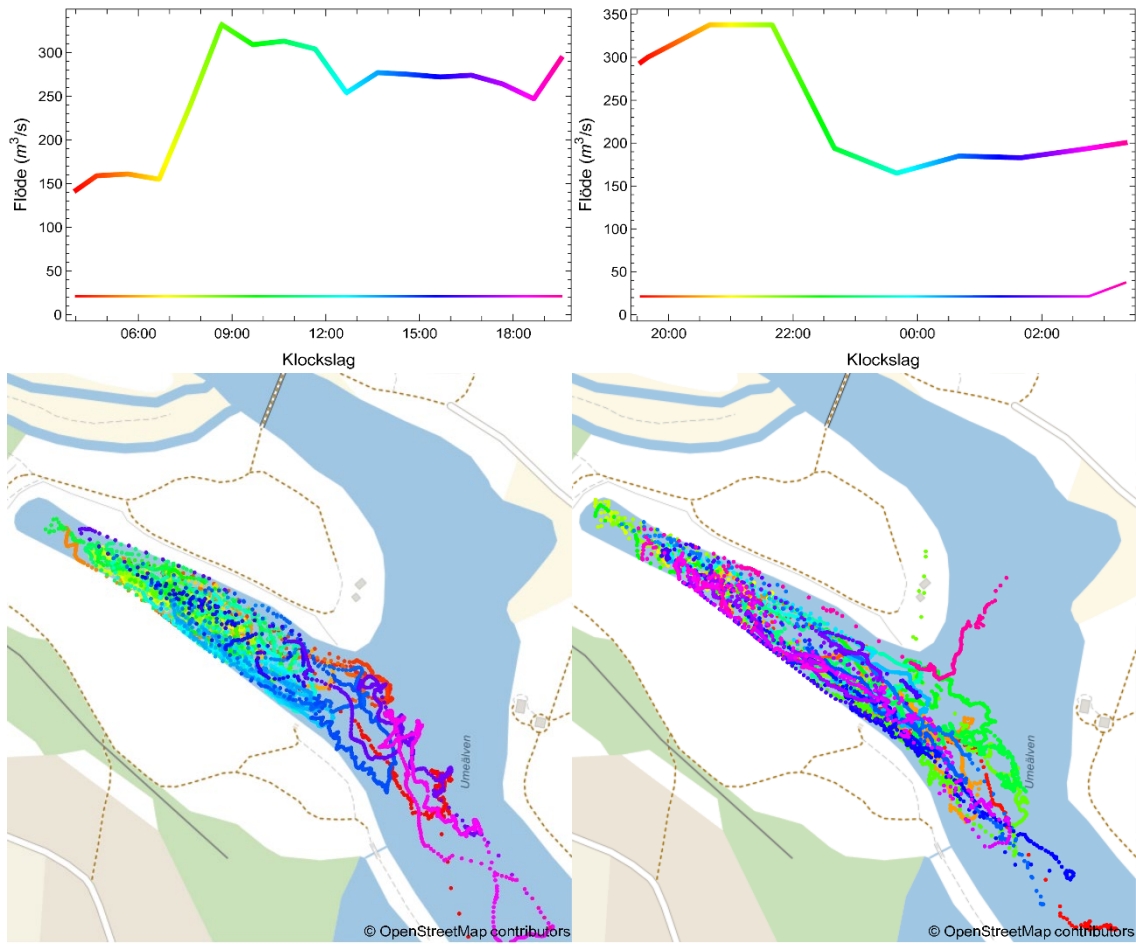 300
250
200
150
100
50
0
Flöde (m³/s)
06:00 09:00 12:00 15:00 18:00
Klockslag
350
300
250
200
150
100
50
0
Flöde (m³/s)
20:00 22:00 00:00 02:00
Klockslag
Umeälven
© OpenStreetMap contributors
Umeälven
© OpenStreetMap contributors